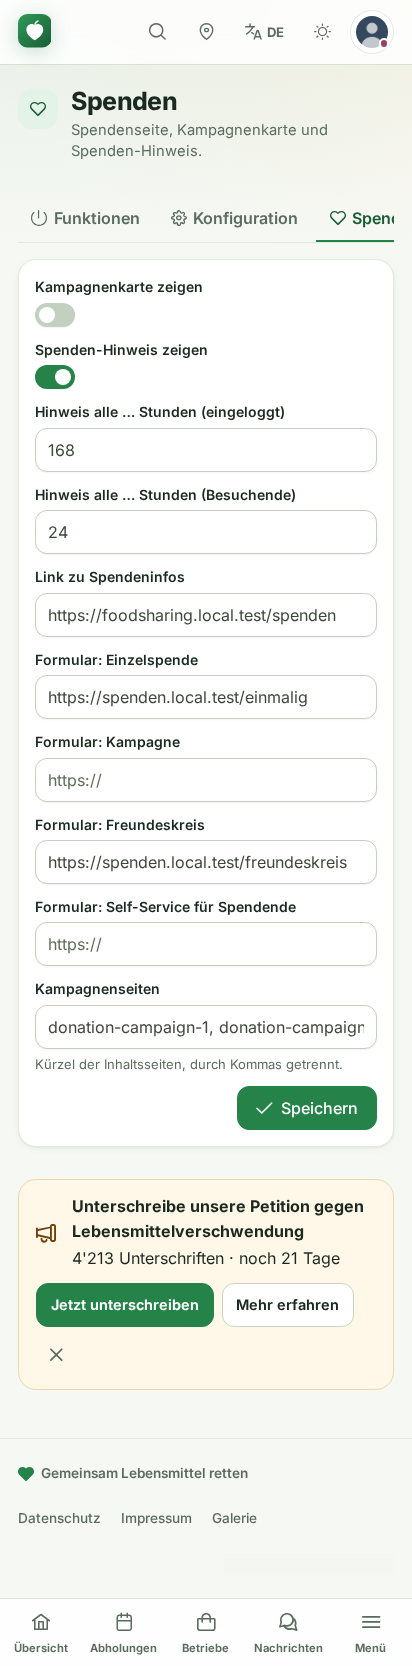 DE
Spenden
Spendenseite, Kampagnenkarte und
Spenden-Hinweis.
Funktionen
Konfiguration
Spend
Kampagnenkarte zeigen
Spenden-Hinweis zeigen
Hinweis alle … Stunden (eingeloggt)
168
Hinweis alle … Stunden (Besuchende)
24
Link zu Spendeninfos
https://foodsharing.local.test/spenden
Formular: Einzelspende
https://spenden.local.test/einmalig
Formular: Kampagne
https://
Formular: Freundeskreis
https://spenden.local.test/freundeskreis
Formular: Self-Service für Spendende
https://
Kampagnenseiten
donation-campaign-1, donation-campaign
Kürzel der Inhaltsseiten, durch Kommas getrennt.
Speichern
Unterschreibe unsere Petition gegen
Lebensmittelverschwendung
4'213 Unterschriften · noch 21 Tage
Jetzt unterschreiben
Mehr erfahren
Gemeinsam Lebensmittel retten
Datenschutz
Impressum
Galerie
Übersicht
Abholungen
Betriebe
Nachrichten
Menü